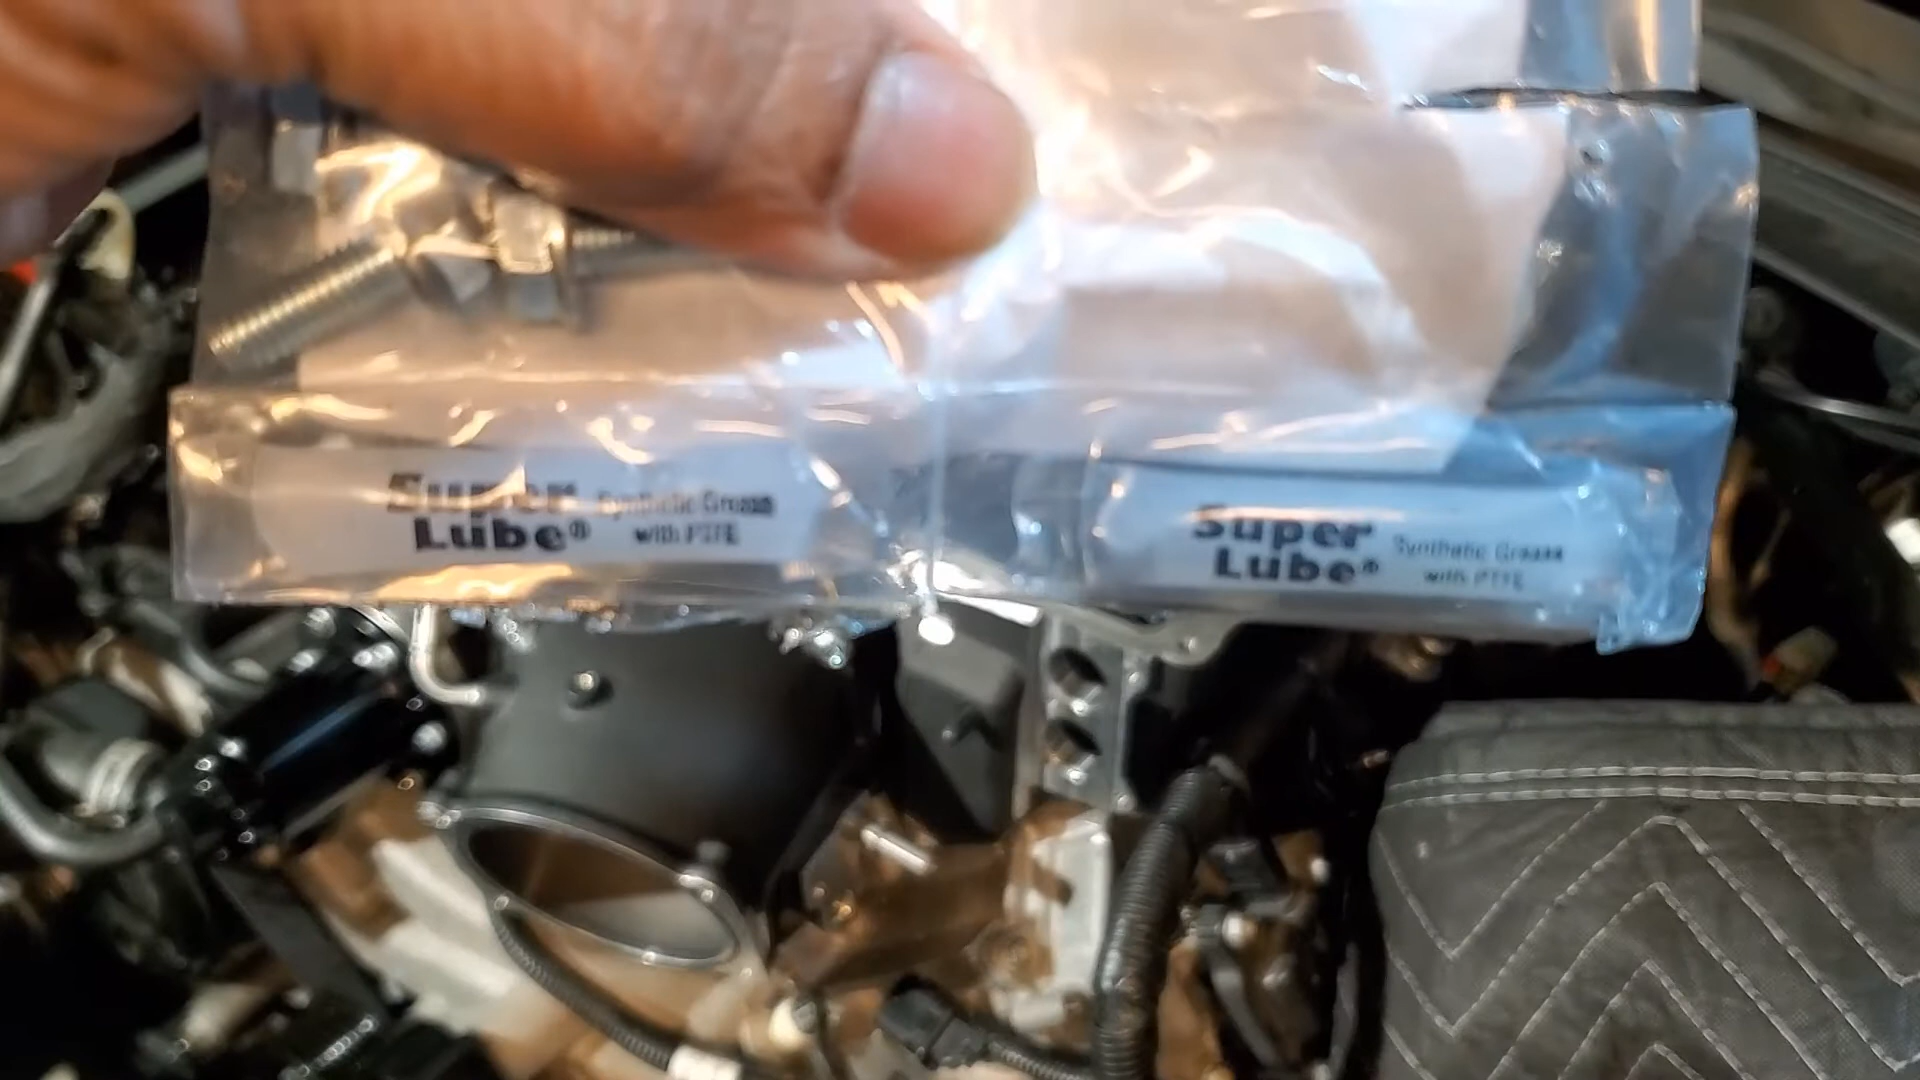 Super
Lube®
Synthetic Grease
with PTFE
Super
Lube®
Synthetic Grease
with PTFE